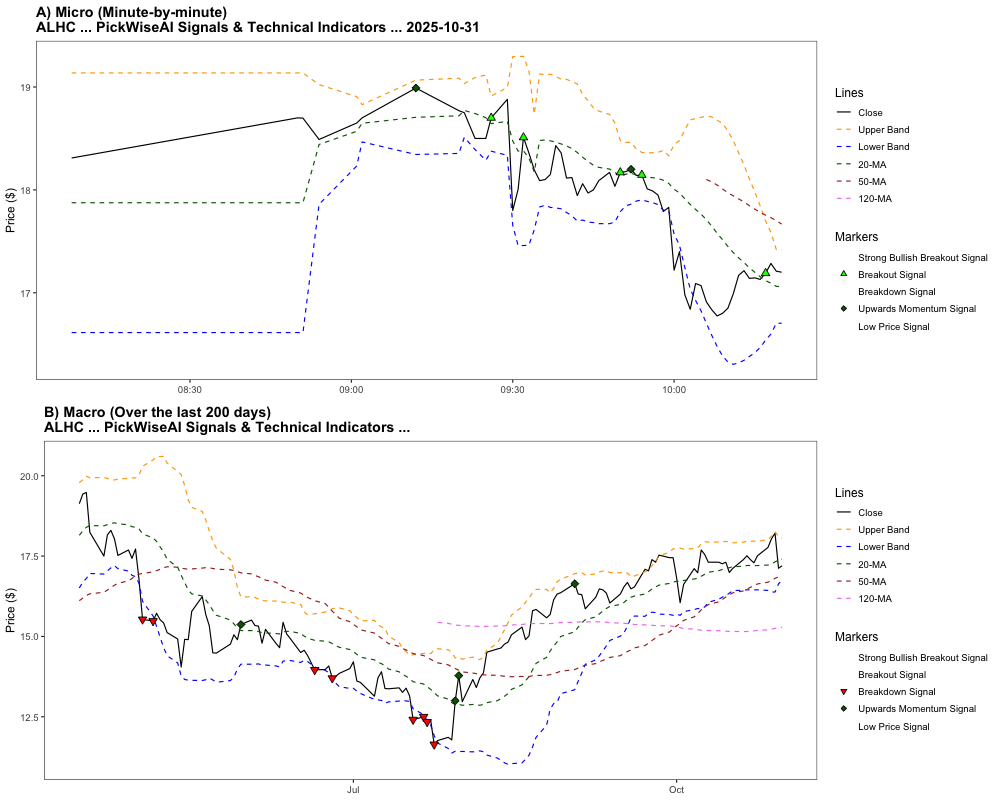 A) Micro (Minute-by-minute)
ALHC ... PickWiseAI Signals & Technical Indicators ... 2025-10-31
Price ($)
19
18
17
08:30
09:00
09:30
10:00
Lines
Close
Upper Band
Lower Band
20-MA
50-MA
120-MA
Markers
Strong Bullish Breakout Signal
Breakout Signal
Breakdown Signal
Upwards Momentum Signal
Low Price Signal
B) Macro (Over the last 200 days)
ALHC ... PickWiseAI Signals & Technical Indicators ...
Price ($)
20.0
17.5
15.0
12.5
Jul
Oct
Lines
Close
Upper Band
Lower Band
20-MA
50-MA
120-MA
Markers
Strong Bullish Breakout Signal
Breakout Signal
Breakdown Signal
Upwards Momentum Signal
Low Price Signal